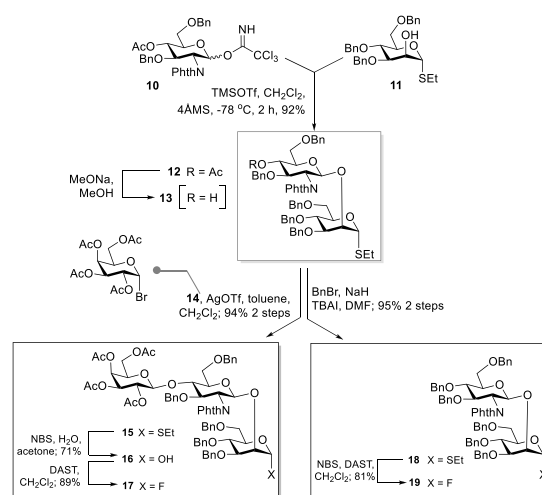 OBn
AcO
BnO
PhthN
O
NH
CCl3
10
OBn
OH
BnO
BnO
SEt
11
TMSOTf, CH2Cl2,
4ÅMS, -78 °C, 2 h, 92%
OBn
RO
BnO
PhthN
BnO
BnO
BnO
SEt
MeONa,
MeOH
12 R = Ac
13 [ R = H ]
AcO OAc
AcO
AcO
Br
14, AgOTf, toluene,
CH2Cl2; 94% 2 steps
BnBr, NaH
TBAI, DMF; 95% 2 steps
AcO OAc
AcO
AcO
OBn
BnO
PhthN
BnO
BnO
BnO
X
NBS, H2O,
acetone; 71%
15 X = SEt
16 X = OH
DAST,
CH2Cl2; 89%
17 X = F
OBn
BnO
BnO
PhthN
BnO
BnO
BnO
X
NBS, DAST,
CH2Cl2; 81%
18 X = SEt
19 X = F